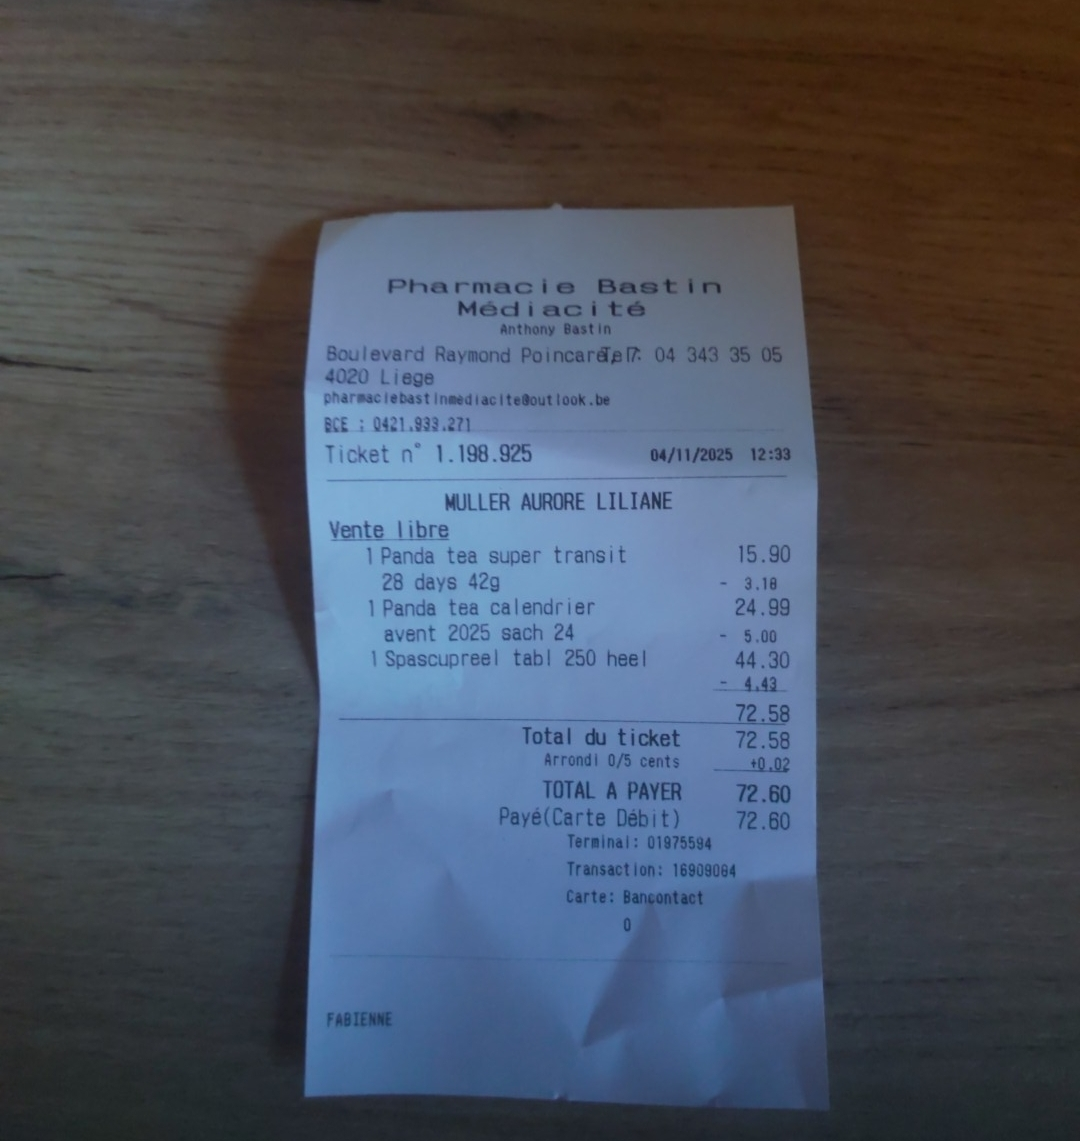 Pharmacie Bastin
Médiacité
Anthony Bastin
Boulevard Raymond Poincaré, 7 Tel: 04 343 35 05
4020 Liege
pharmaciebastinmediacite@outlook.be
BCE : 0421.933.271
Ticket n° 1.198.925 04/11/2025 12:33
MULLER AURORE LILIANE
Vente libre
1 Panda tea super transit 15.90
28 days 42g - 3.18
1 Panda tea calendrier 24.99
avent 2025 sach 24 - 5.00
1 Spascupreel tabl 250 heel 44.30
- 4.43
72.58
Total du ticket 72.58
Arrondi 0/5 cents +0.02
TOTAL A PAYER 72.60
Payé(Carte Débit) 72.60
Terminal: 01975594
Transaction: 16909084
Carte: Bancontact
0
FABIENNE